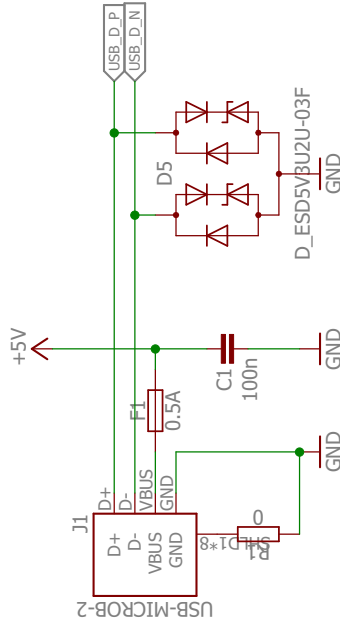 USB_D_P
USB_D_N
D5
D_ESD5V3U2U-03F
GND
+5V
F1
0.5A
C1
100n
GND
GND
J1
D+
D-
VBUS
GND
D+
D-
VBUS
GND
0
R1
SHLD1*8
USB-MICROB-2